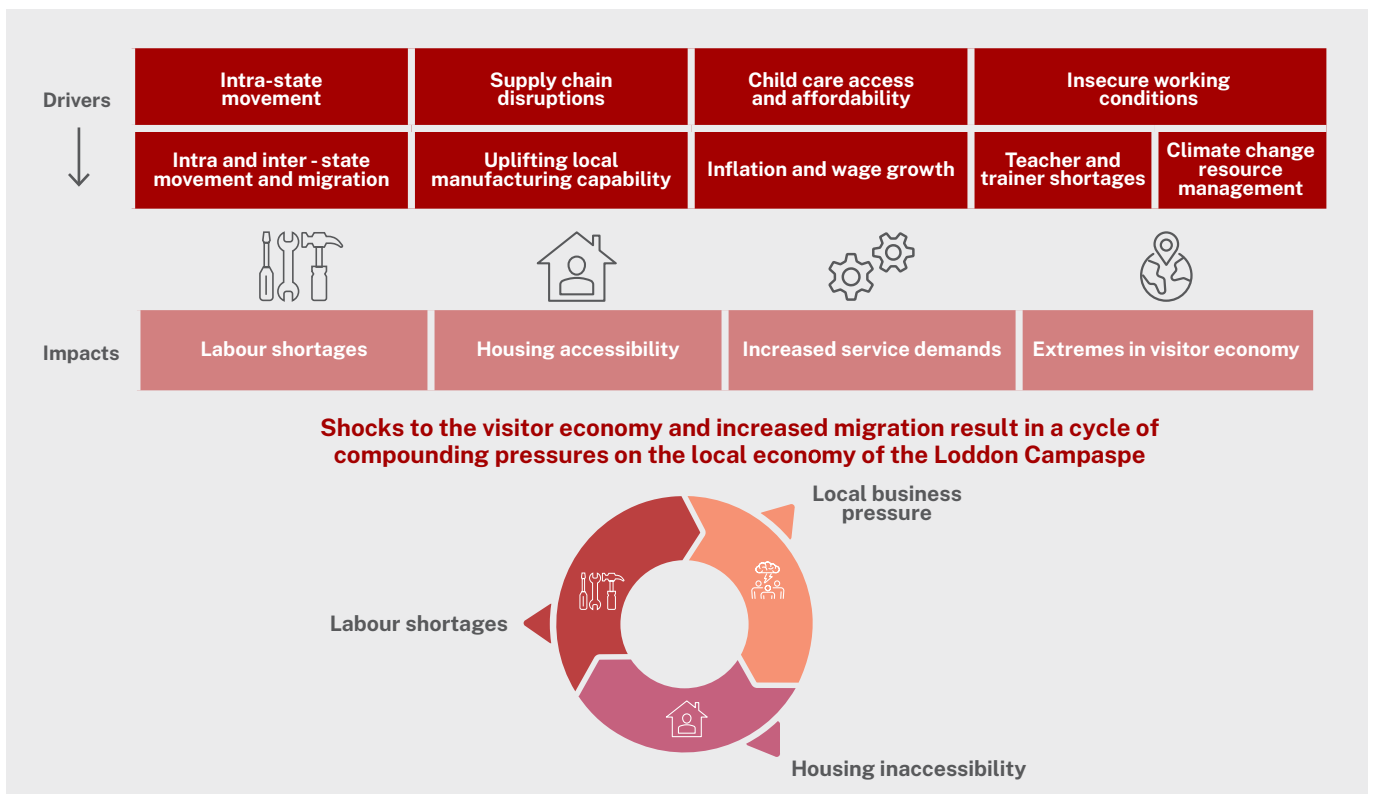 Drivers
Intra-state
movement
Supply chain
disruptions
Child care access
and affordability
Insecure working
conditions
Intra and inter - state
movement and migration
Uplifting local
manufacturing capability
Inflation and wage growth
Teacher and
trainer shortages
Climate change
resource
management
Impacts
Labour shortages
Housing accessibility
Increased service demands
Extremes in visitor economy
Shocks to the visitor economy and increased migration result in a cycle of
compounding pressures on the local economy of the Loddon Campaspe
Local business
pressure
Labour shortages
Housing inaccessibility